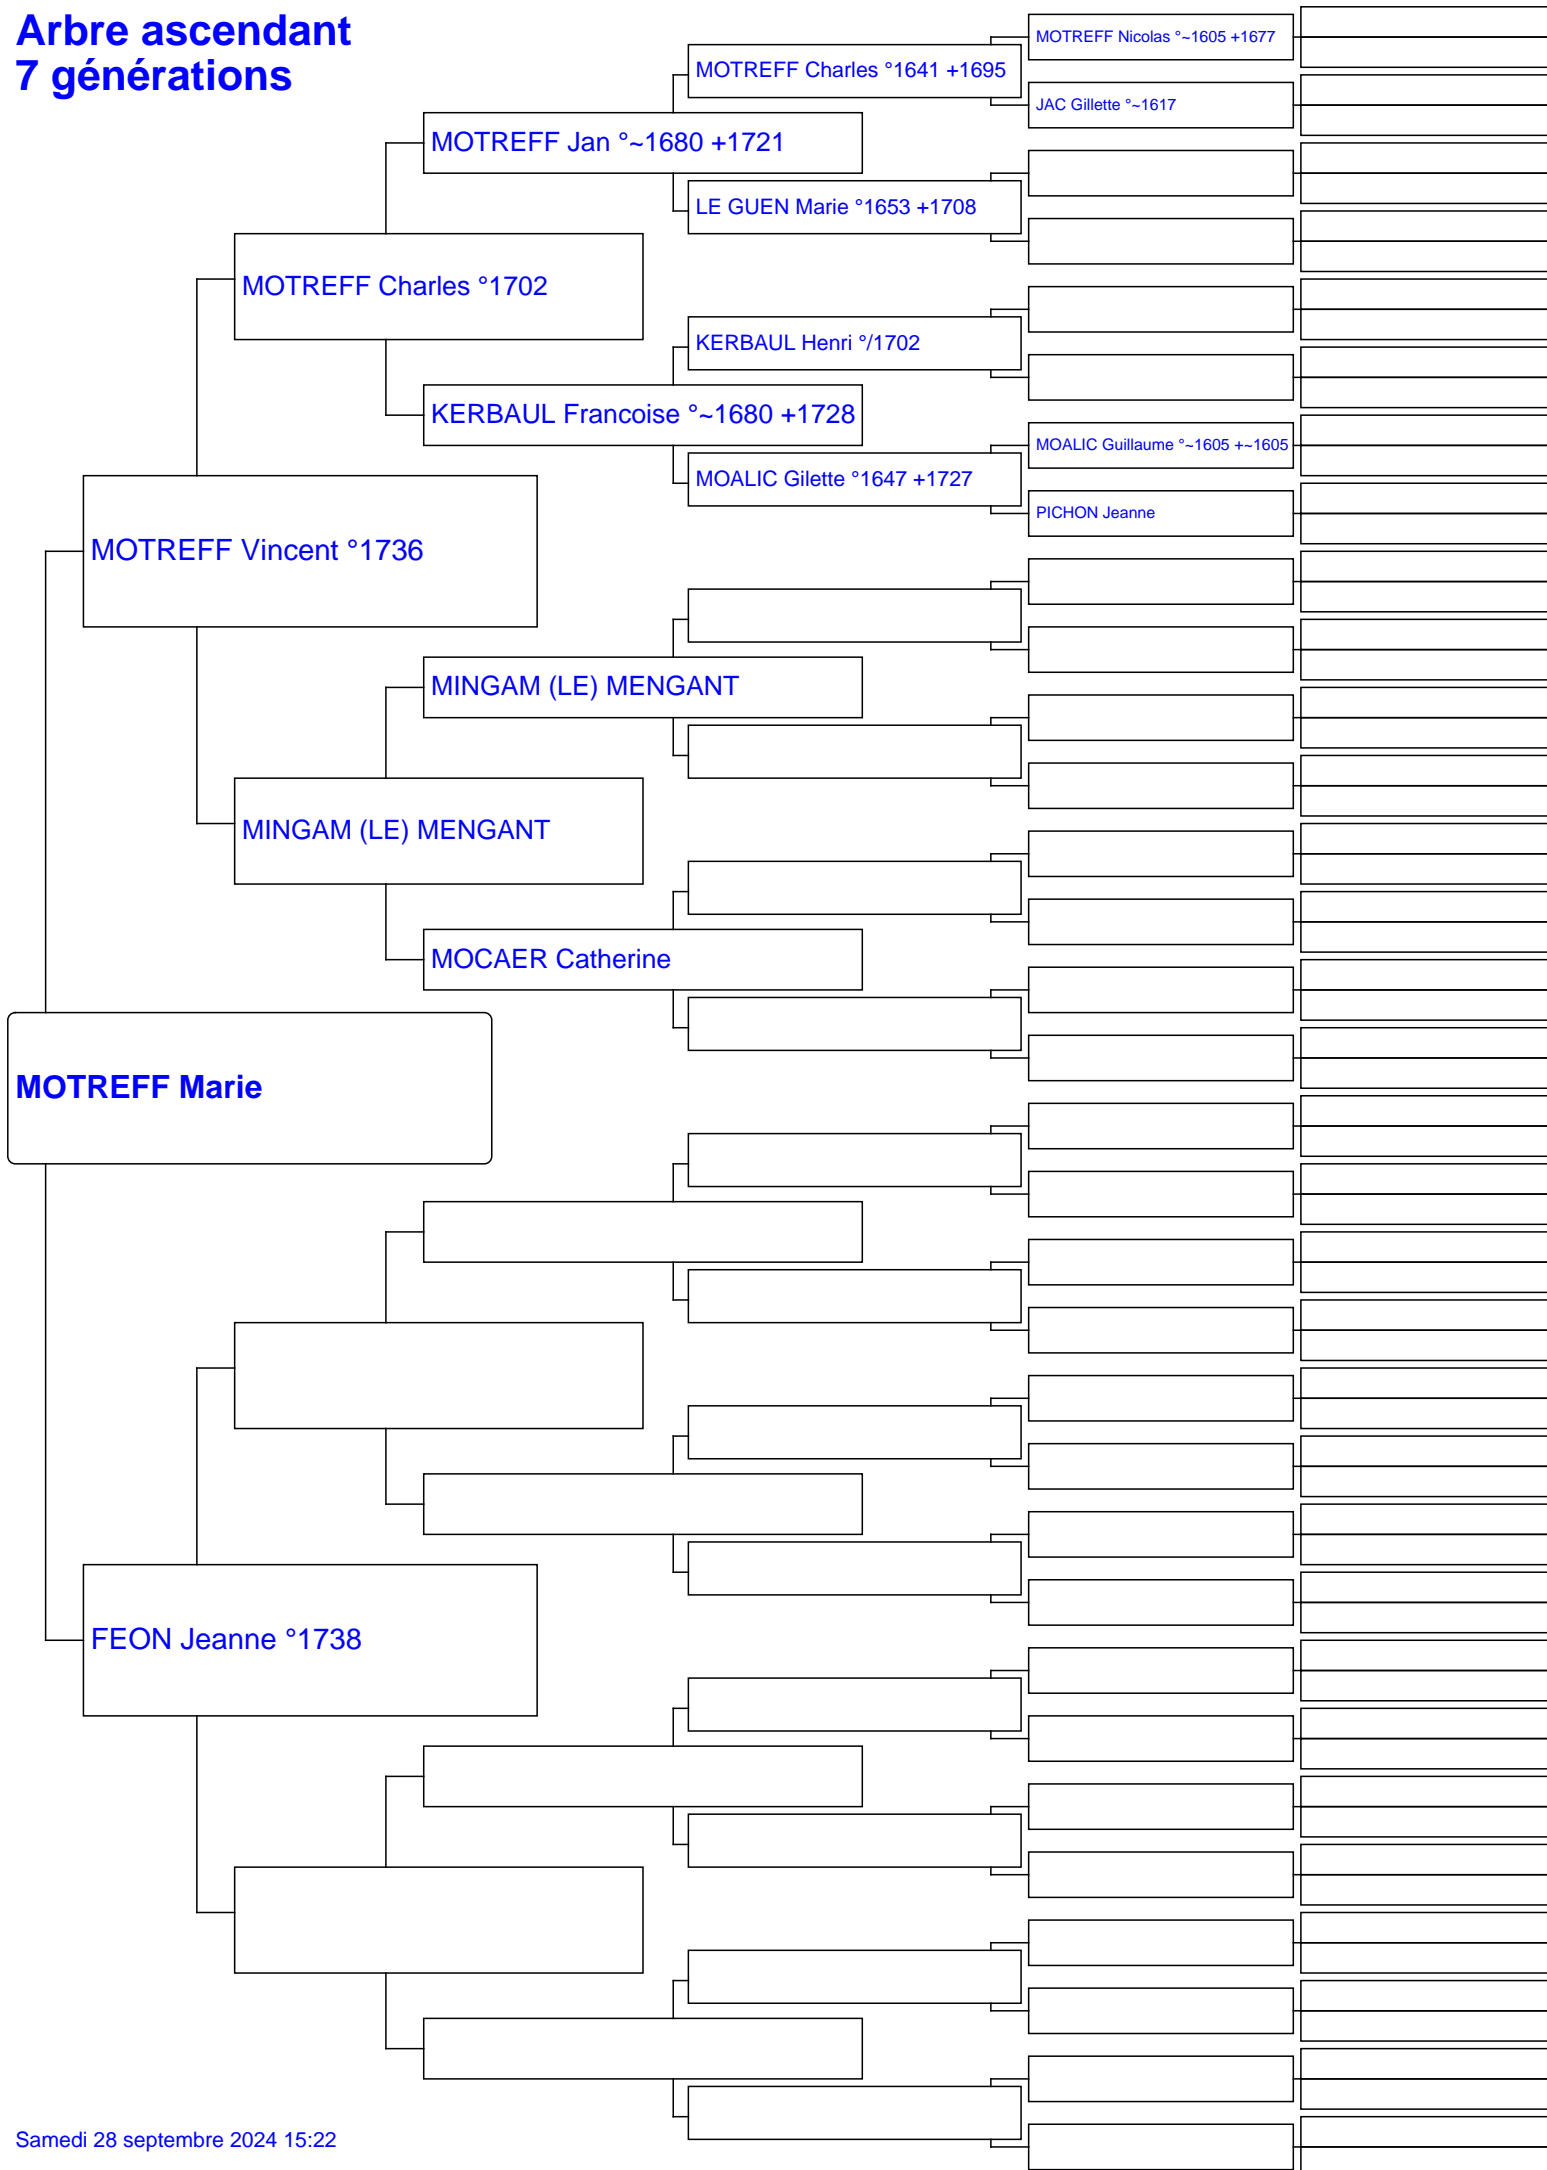 Arbre ascendant
7 générations
MOTREFF Nicolas °~1605 +1677
MOTREFF Charles °1641 +1695
JAC Gillette °~1617
MOTREFF Jan °~1680 +1721
LE GUEN Marie °1653 +1708
MOTREFF Charles °1702
KERBAUL Henri °/1702
KERBAUL Francoise °~1680 +1728
MOALIC Guillaume °~1605 +~1605
MOALIC Gilette °1647 +1727
PICHON Jeanne
MOTREFF Vincent °1736
MINGAM (LE) MENGANT
MINGAM (LE) MENGANT
MOCAER Catherine
MOTREFF Marie
FEON Jeanne °1738
Samedi 28 septembre 2024 15:22